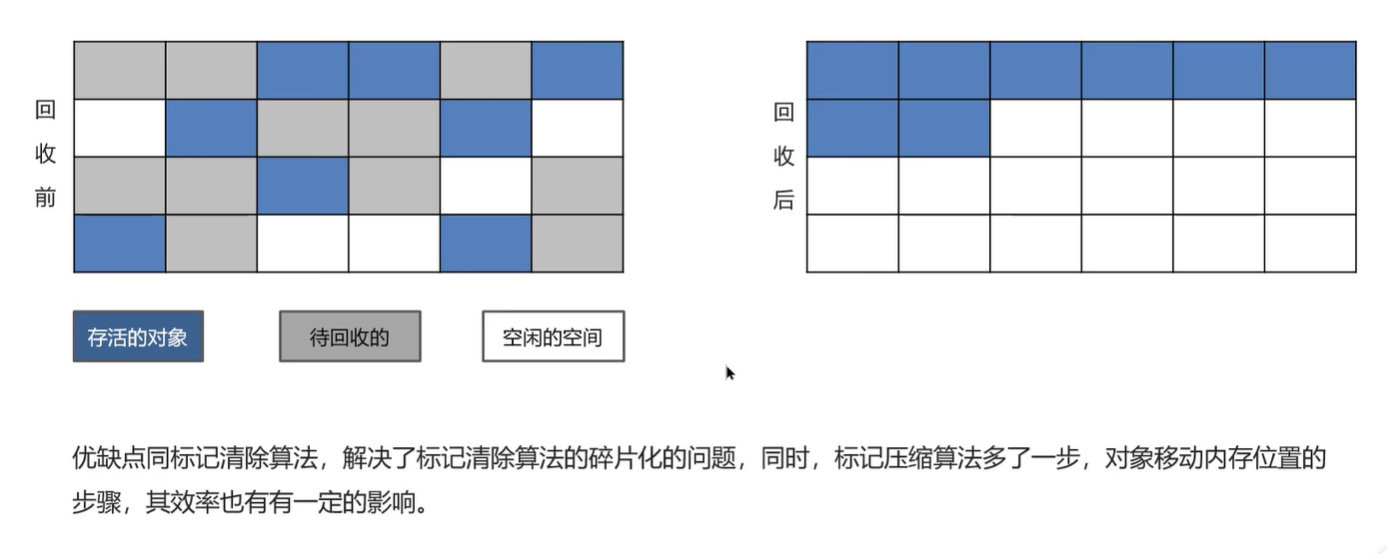 回收前
回收后
存活的对象
待回收的
空闲的空间
优缺点同标记清除算法，解决了标记清除算法的碎片化的问题，同时，标记压缩算法多了一步，对象移动内存位置的
步骤，其效率也有有一定的影响。